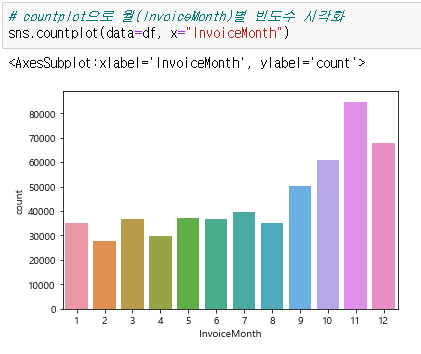 # countplot으로 월(InvoiceMonth)별 빈도수 시각화
sns.countplot(data=df, x="InvoiceMonth")
<AxesSubplot:xlabel='InvoiceMonth', ylabel='count'>
80000
70000
60000
50000
40000
30000
20000
10000
0
count
1 2 3 4 5 6 7 8 9 10 11 12
InvoiceMonth